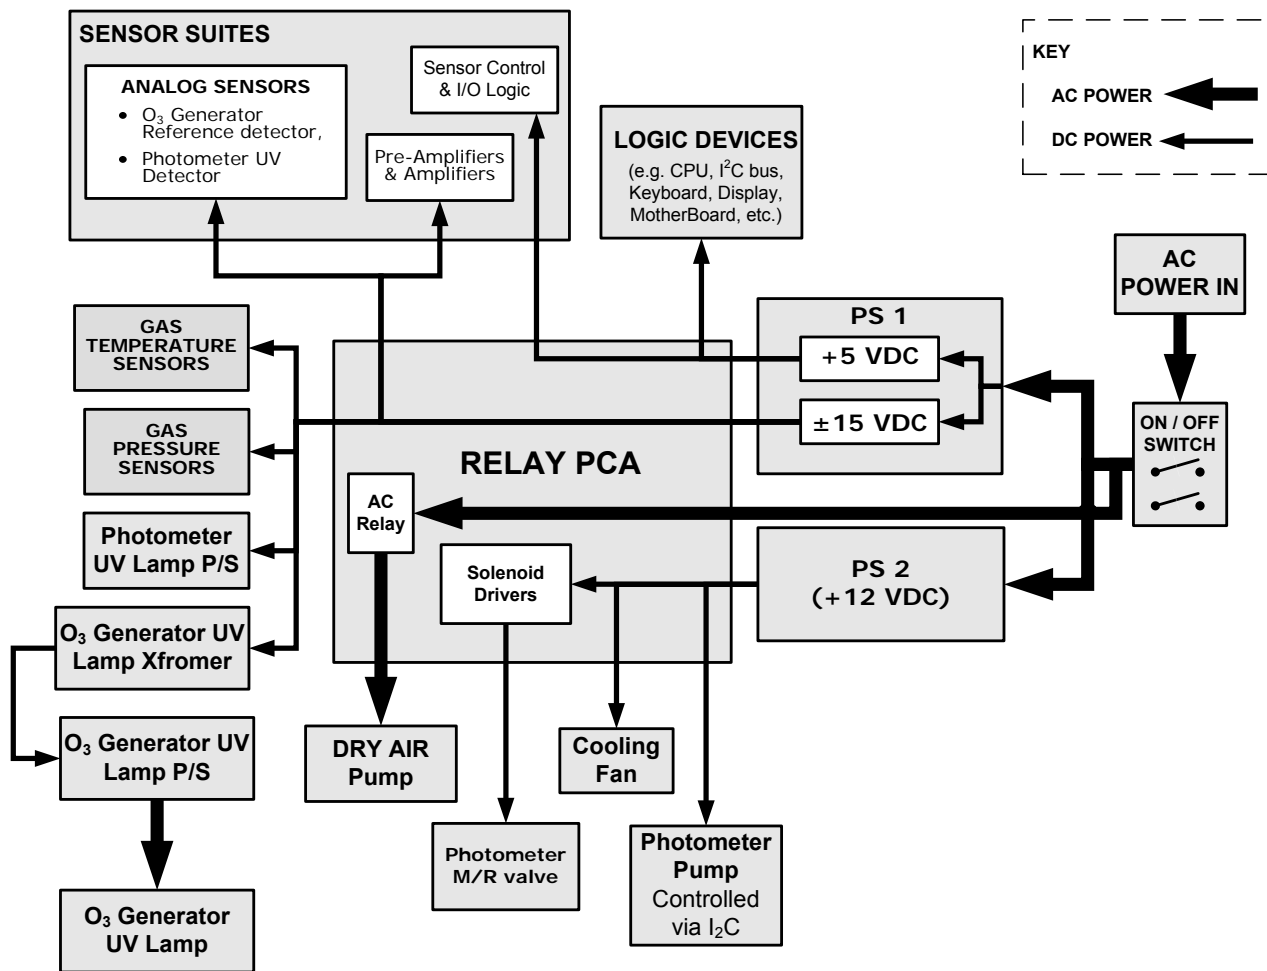 SENSOR SUITES
ANALOG SENSORS
• O₃ Generator
Reference detector,
• Photometer UV
Detector
Sensor Control
& I/O Logic
Pre-Amplifiers
& Amplifiers
LOGIC DEVICES
(e.g. CPU, I²C bus,
Keyboard, Display,
MotherBoard, etc.)
KEY
AC POWER
DC POWER
AC
POWER IN
ON / OFF
SWITCH
PS 1
+5 VDC
±15 VDC
PS 2
(+12 VDC)
GAS
TEMPERATURE
SENSORS
GAS
PRESSURE
SENSORS
Photometer
UV Lamp P/S
O₃ Generator UV
Lamp Xfromer
O₃ Generator UV
Lamp P/S
O₃ Generator
UV Lamp
RELAY PCA
AC
Relay
Solenoid
Drivers
DRY AIR
Pump
Photometer
M/R valve
Cooling
Fan
Photometer
Pump
Controlled
via I₂C